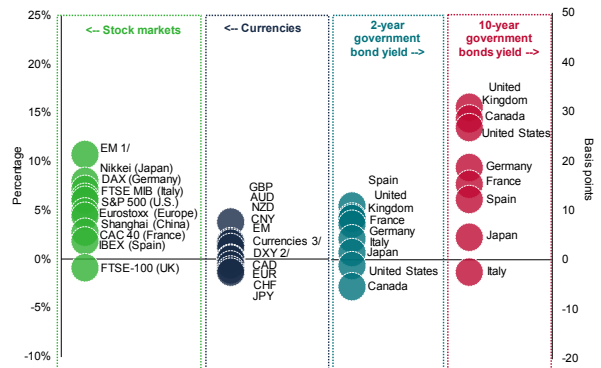 25%
20%
15%
10%
5%
0%
-5%
-10%
Percentage
<-- Stock markets
EM 1/
Nikkei (Japan)
DAX (Germany)
FTSE MIB (Italy)
S&P 500 (U.S.)
Eurostoxx (Europe)
Shanghai (China)
CAC 40 (France)
IBEX (Spain)
FTSE-100 (UK)
<-- Currencies
GBP
AUD
NZD
CNY
EM
Currencies 3/
DXY 2/
CAD
EUR
CHF
JPY
2-year
government
bond yield -->
Spain
United
Kingdom
France
Germany
Italy
Japan
United States
Canada
10-year
government
bonds yield -->
United
Kingdom
Canada
United States
Germany
France
Spain
Japan
Italy
50
40
30
20
10
0
-10
-20
Basis points